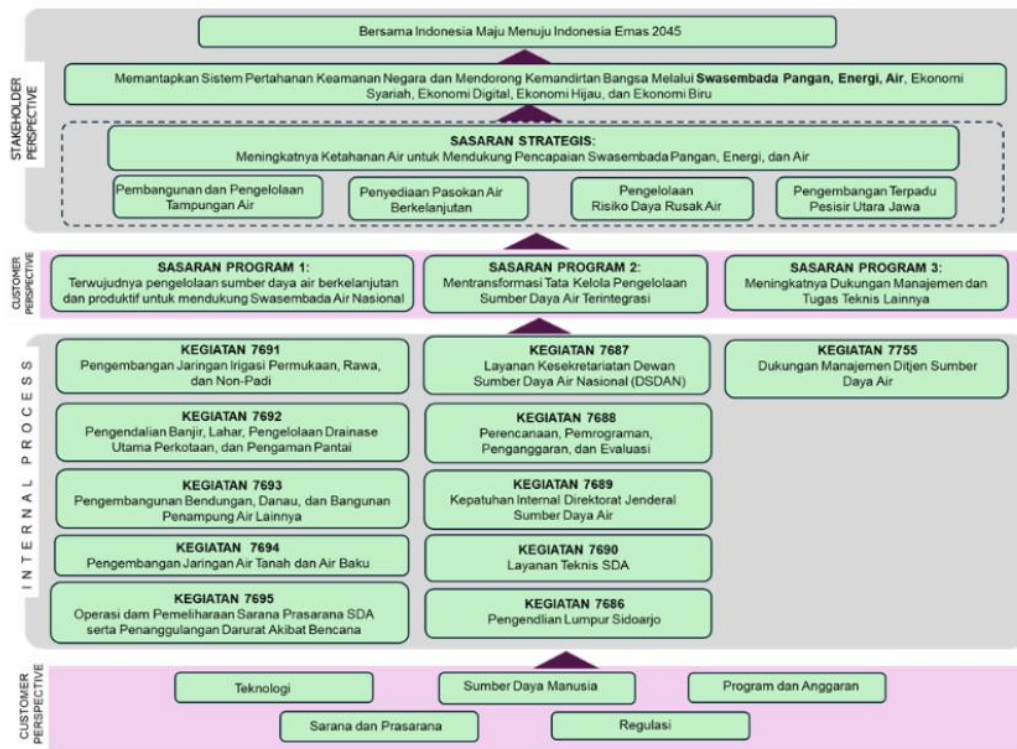 STAKEHOLDER
PERSPECTIVE
Bersama Indonesia Maju Menuju Indonesia Emas 2045
Memantapkan Sistem Pertahanan Keamanan Negara dan Mendorong Kemandirtan Bangsa Melalui Swasembada Pangan, Energi, Air, Ekonomi
Syariah, Ekonomi Digital, Ekonomi Hijau, dan Ekonomi Biru
SASARAN STRATEGIS:
Meningkatnya Ketahanan Air untuk Mendukung Pencapaian Swasembada Pangan, Energi, dan Air
Pembangunan dan Pengelolaan
Tampungan Air
Penyediaan Pasokan Air
Berkelanjutan
Pengelolaan
Risiko Daya Rusak Air
Pengembangan Terpadu
Pesisir Utara Jawa
CUSTOMER
PERSPECTIVE
SASARAN PROGRAM 1:
Terwujudnya pengelolaan sumber daya air berkelanjutan
dan produktif untuk mendukung Swasembada Air Nasional
SASARAN PROGRAM 2:
Mentransformasi Tata Kelola Pengelolaan
Sumber Daya Air Terintegrasi
SASARAN PROGRAM 3:
Meningkatnya Dukungan Manajemen dan
Tugas Teknis Lainnya
INTERNAL PROCESS
KEGIATAN 7691
Pengembangan Jaringan Irigasi Permukaan, Rawa,
dan Non-Padi
KEGIATAN 7692
Pengendalian Banjir, Lahar, Pengelolaan Drainase
Utama Perkotaan, dan Pengaman Pantai
KEGIATAN 7693
Pengembangunan Bendungan, Danau, dan Bangunan
Penampung Air Lainnya
KEGIATAN 7694
Pengembangan Jaringan Air Tanah dan Air Baku
KEGIATAN 7695
Operasi dam Pemeliharaan Sarana Prasarana SDA
serta Penanggulangan Darurat Akibat Bencana
KEGIATAN 7687
Layanan Kesekretariatan Dewan
Sumber Daya Air Nasional (DSDAN)
KEGIATAN 7688
Perencanaan, Pemrograman,
Penganggaran, dan Evaluasi
KEGIATAN 7689
Kepatuhan Internal Direktorat Jenderal
Sumber Daya Air
KEGIATAN 7690
Layanan Teknis SDA
KEGIATAN 7686
Pengendlian Lumpur Sidoarjo
KEGIATAN 7755
Dukungan Manajemen Ditjen Sumber
Daya Air
CUSTOMER
PERSPECTIVE
Teknologi
Sumber Daya Manusia
Program dan Anggaran
Sarana dan Prasarana
Regulasi